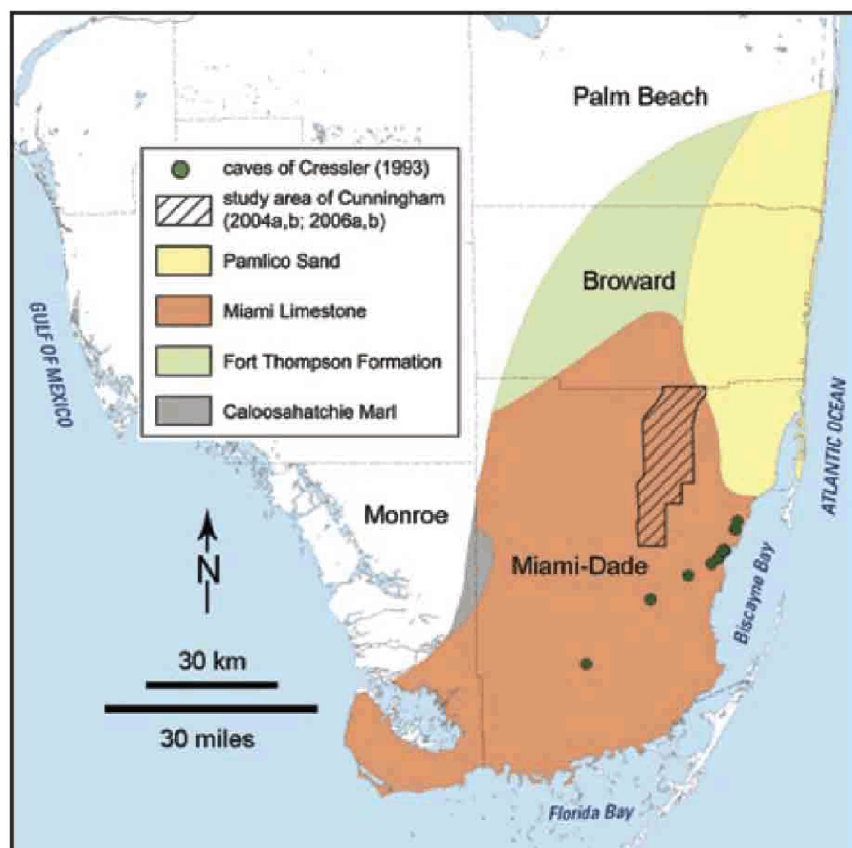 Palm Beach
caves of Cressler (1993)
study area of Cunningham
(2004a,b; 2006a,b)
Pamlico Sand
Miami Limestone
Fort Thompson Formation
Caloosahatchie Marl
Broward
GULF OF MEXICO
ATLANTIC OCEAN
Monroe
N
Miami-Dade
Biscayne Bay
30 km
30 miles
Florida Bay